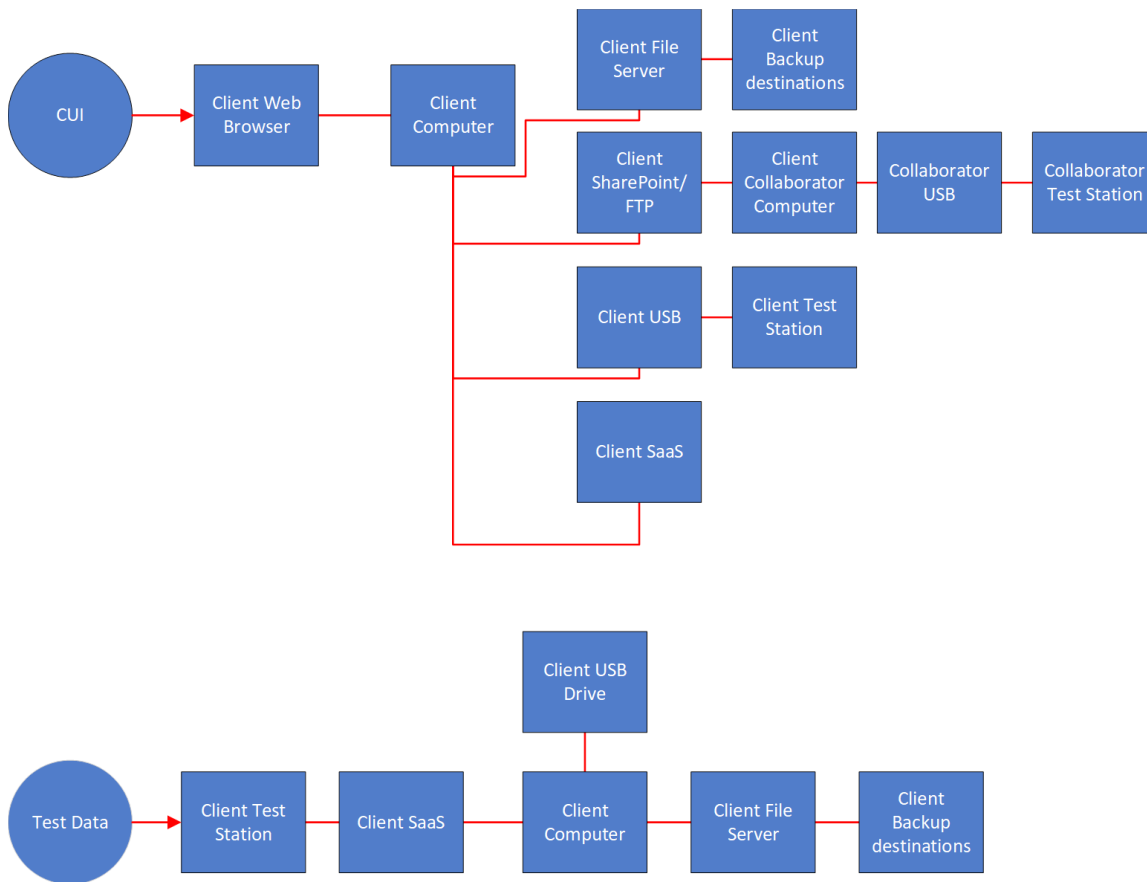 CUI
Client Web
Browser
Client
Computer
Client File
Server
Client
Backup
destinations
Client
SharePoint/
FTP
Client
Collaborator
Computer
Collaborator
USB
Collaborator
Test Station
Client USB
Client Test
Station
Client SaaS
Client USB
Drive
Test Data
Client Test
Station
Client SaaS
Client
Computer
Client File
Server
Client
Backup
destinations